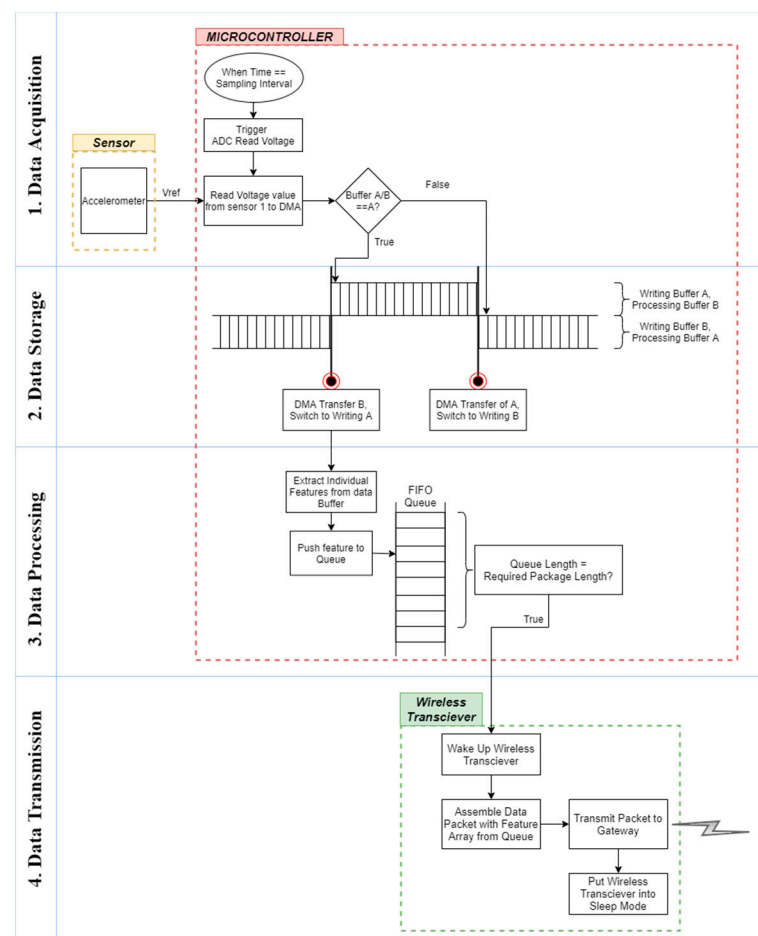 1. Data Acquisition
MICROCONTROLLER
When Time ==
Sampling Interval
Trigger
ADC Read Voltage
Sensor
Accelerometer
Vref
Read Voltage value
from sensor 1 to DMA
Buffer A/B
==A?
False
True
2. Data Storage
Writing Buffer A,
Processing Buffer B
Writing Buffer B,
Processing Buffer A
DMA Transfer B,
Switch to Writing A
DMA Transfer of A,
Switch to Writing B
3. Data Processing
Extract Individual
Features from data
Buffer
Push feature to
Queue
FIFO
Queue
Queue Length =
Required Package Length?
True
4. Data Transmission
Wireless
Transciever
Wake Up Wireless
Transciever
Assemble Data
Packet with Feature
Array from Queue
Transmit Packet to
Gateway
Put Wireless
Transciever into
Sleep Mode